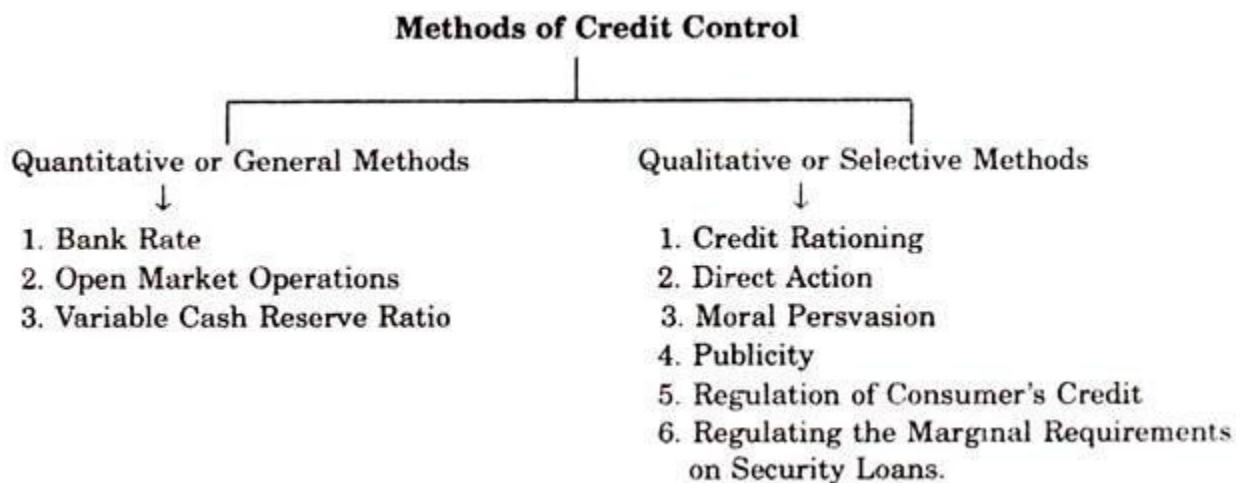 Methods of Credit Control
Quantitative or General Methods
↓
1. Bank Rate
2. Open Market Operations
3. Variable Cash Reserve Ratio
Qualitative or Selective Methods
↓
1. Credit Rationing
2. Direct Action
3. Moral Persvasion
4. Publicity
5. Regulation of Consumer's Credit
6. Regulating the Marginal Requirements
on Security Loans.